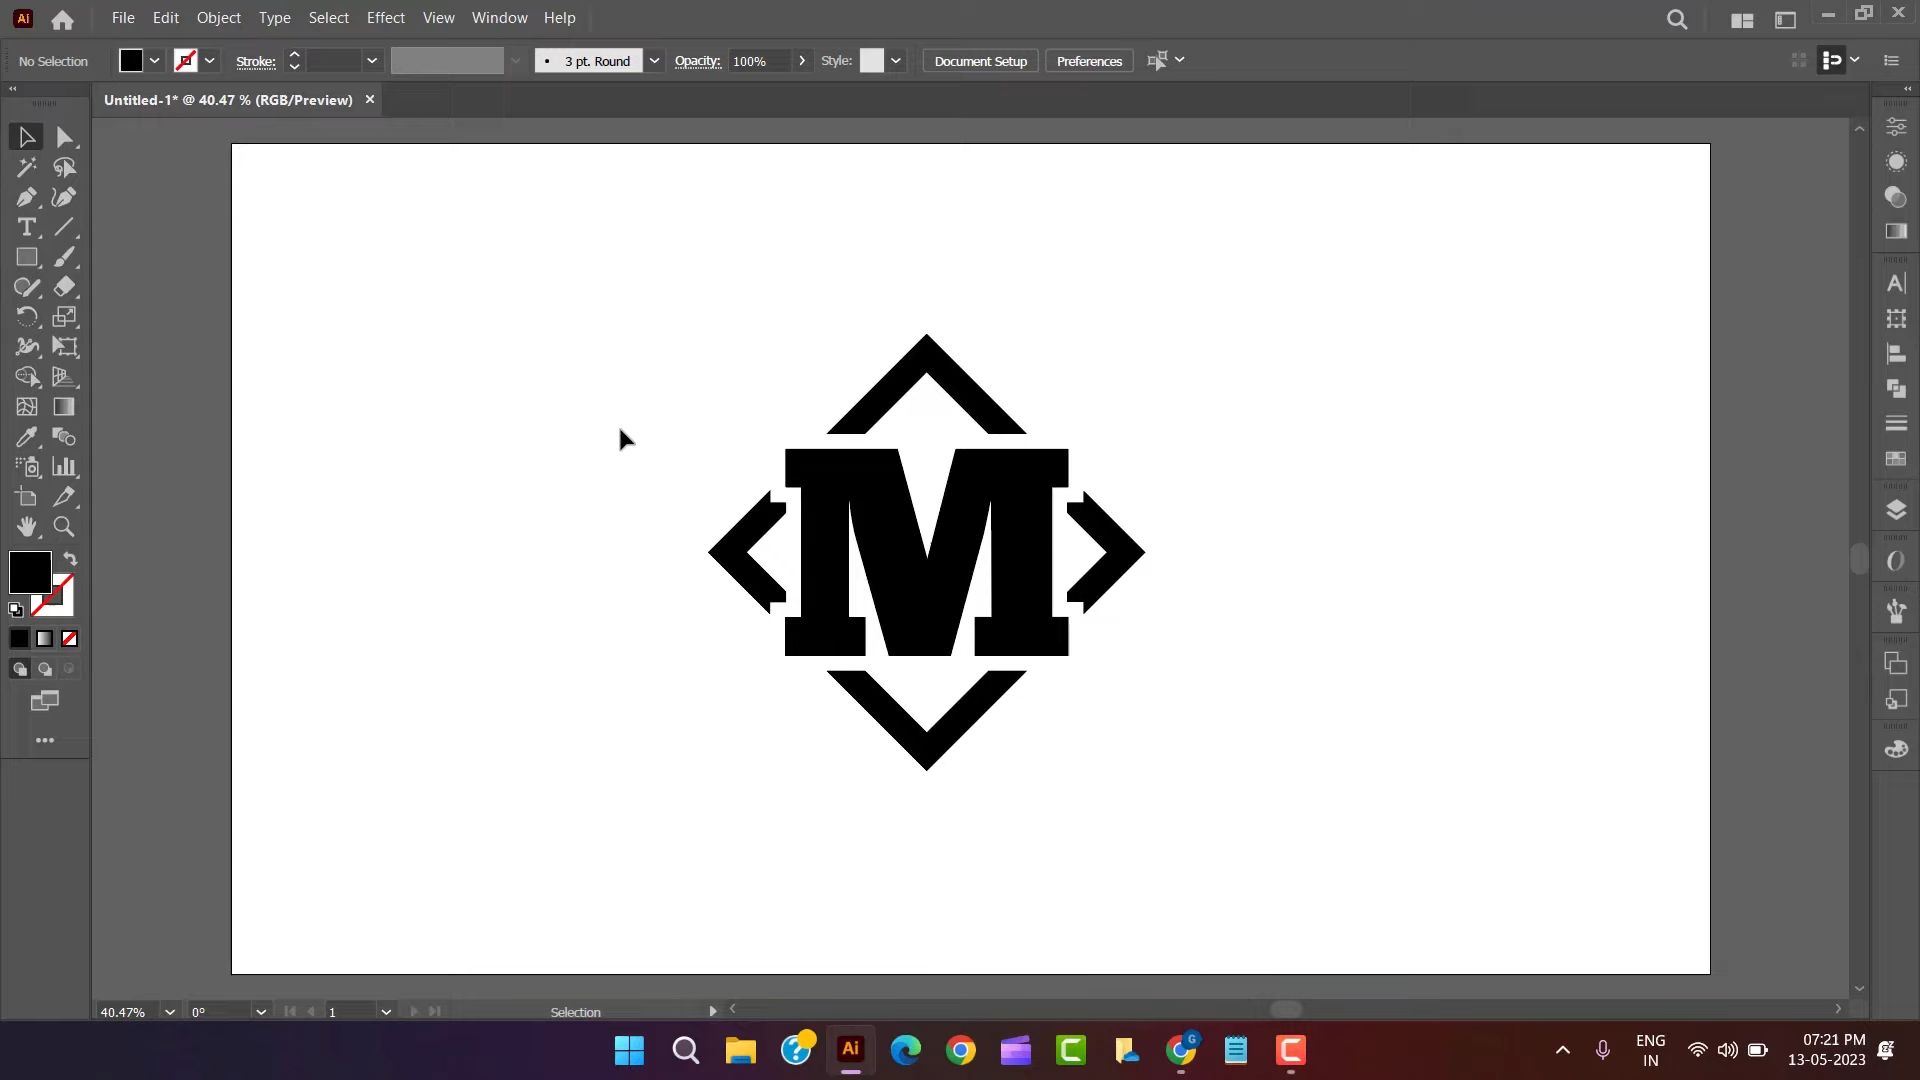 Ai File Edit Object Type Select Effect View Window Help
No Selection Stroke: 3 pt. Round Opacity: 100% Style: Document Setup Preferences
Untitled-1* @ 40.47 % (RGB/Preview)
M
40.47% 0° 1 Selection
Ai
G
ENG
IN
07:21 PM
13-05-2023